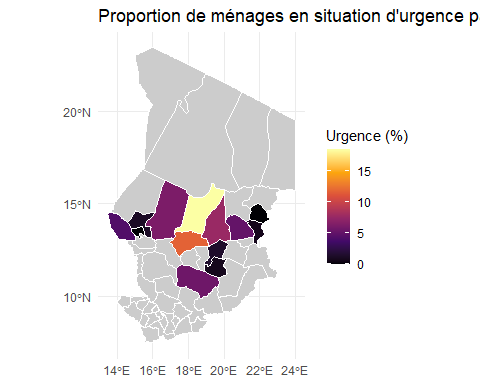 Proportion de ménages en situation d'urgence p
20°N
15°N
10°N
14°E 16°E 18°E 20°E 22°E 24°E
Urgence (%)
15
10
5
0